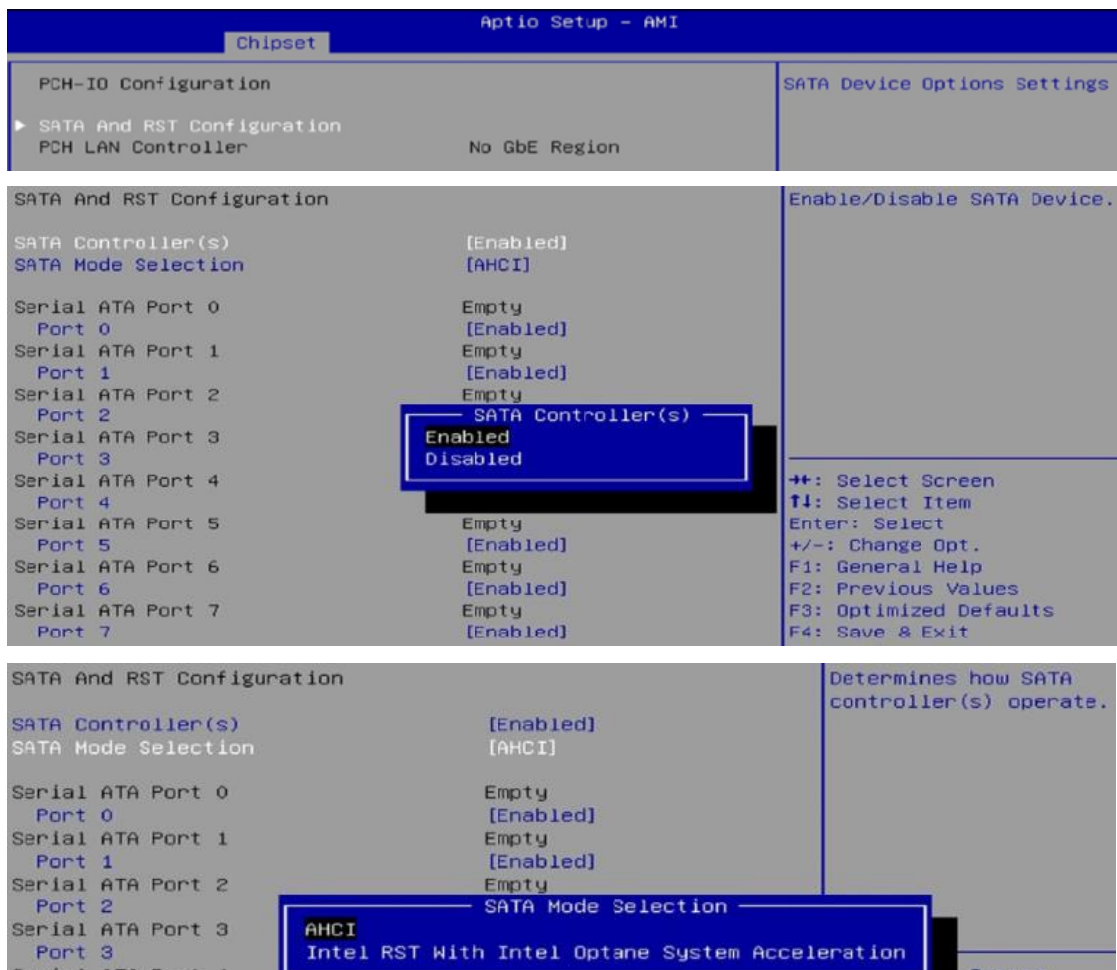 Aptio Setup - AMI
Chipset
PCH-IO Configuration
SATA Device Options Settings
▶ SATA And RST Configuration
PCH LAN Controller No GbE Region
SATA And RST Configuration
Enable/Disable SATA Device.
SATA Controller(s) [Enabled]
SATA Mode Selection [AHCI]
Serial ATA Port 0 Empty
Port 0 [Enabled]
Serial ATA Port 1 Empty
Port 1 [Enabled]
Serial ATA Port 2 Empty
Port 2
Serial ATA Port 3
Port 3
Serial ATA Port 4
Port 4
Serial ATA Port 5 Empty
Port 5 [Enabled]
Serial ATA Port 6 Empty
Port 6 [Enabled]
Serial ATA Port 7 Empty
Port 7 [Enabled]
SATA Controller(s)
Enabled
Disabled
→←: Select Screen
↑↓: Select Item
Enter: Select
+/-: Change Opt.
F1: General Help
F2: Previous Values
F3: Optimized Defaults
F4: Save & Exit
SATA And RST Configuration
Determines how SATA
controller(s) operate.
SATA Controller(s) [Enabled]
SATA Mode Selection [AHCI]
Serial ATA Port 0 Empty
Port 0 [Enabled]
Serial ATA Port 1 Empty
Port 1 [Enabled]
Serial ATA Port 2 Empty
Port 2
Serial ATA Port 3
Port 3
SATA Mode Selection
AHCI
Intel RST With Intel Optane System Acceleration